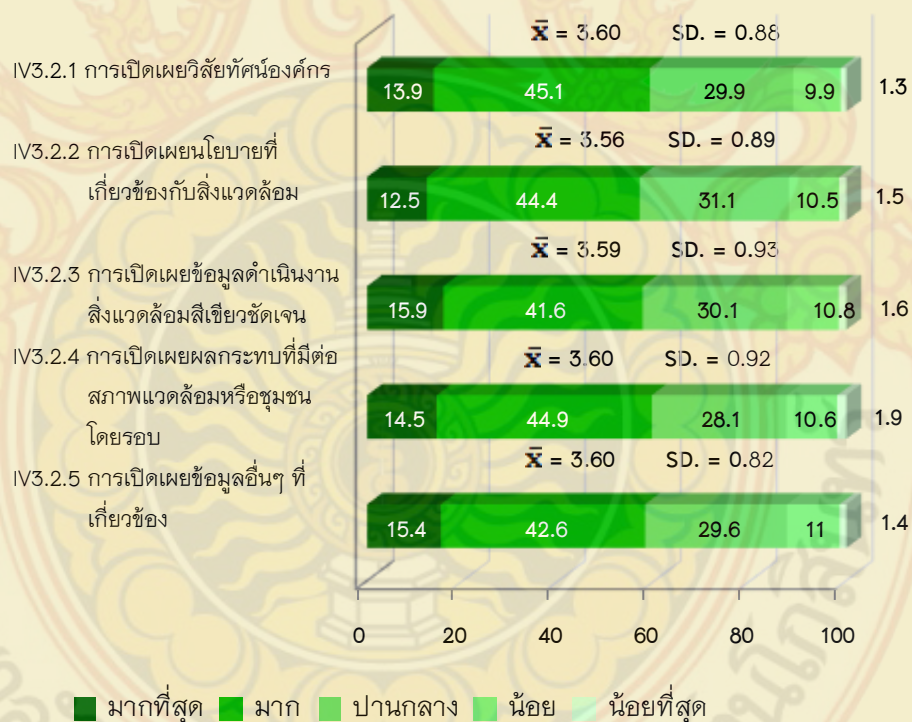 x̄ = 3.60 SD. = 0.88
IV3.2.1 การเปิดเผยวิสัยทัศน์องค์กร
13.9 45.1 29.9 9.9 1.3
x̄ = 3.56 SD. = 0.89
IV3.2.2 การเปิดเผยนโยบายที่
เกี่ยวข้องกับสิ่งแวดล้อม
12.5 44.4 31.1 10.5 1.5
x̄ = 3.59 SD. = 0.93
IV3.2.3 การเปิดเผยข้อมูลดำเนินงาน
สิ่งแวดล้อมสีเขียวชัดเจน
15.9 41.6 30.1 10.8 1.6
x̄ = 3.60 SD. = 0.92
IV3.2.4 การเปิดเผยผลกระทบที่มีต่อ
สภาพแวดล้อมหรือชุมชน
โดยรอบ
14.5 44.9 28.1 10.6 1.9
x̄ = 3.60 SD. = 0.82
IV3.2.5 การเปิดเผยข้อมูลอื่นๆ ที่
เกี่ยวข้อง
15.4 42.6 29.6 11 1.4
0 20 40 60 80 100
มากที่สุด มาก ปานกลาง น้อย น้อยที่สุด